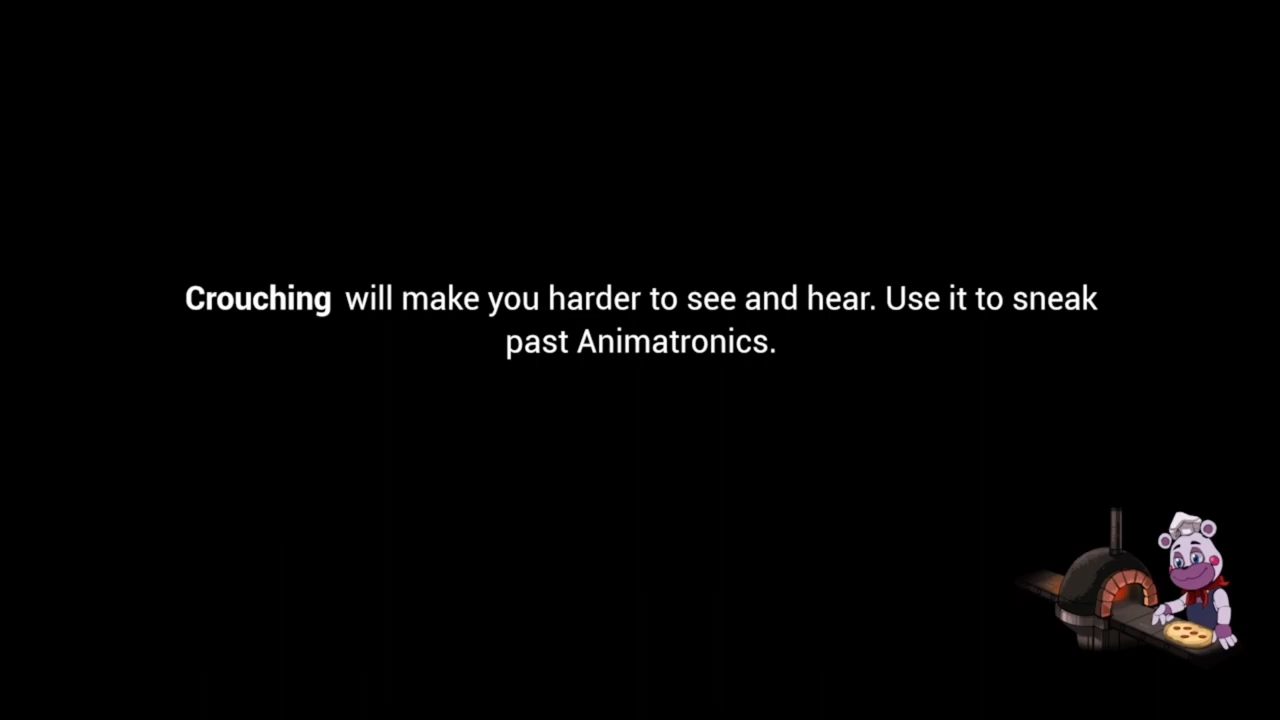 Crouching will make you harder to see and hear. Use it to sneak
past Animatronics.